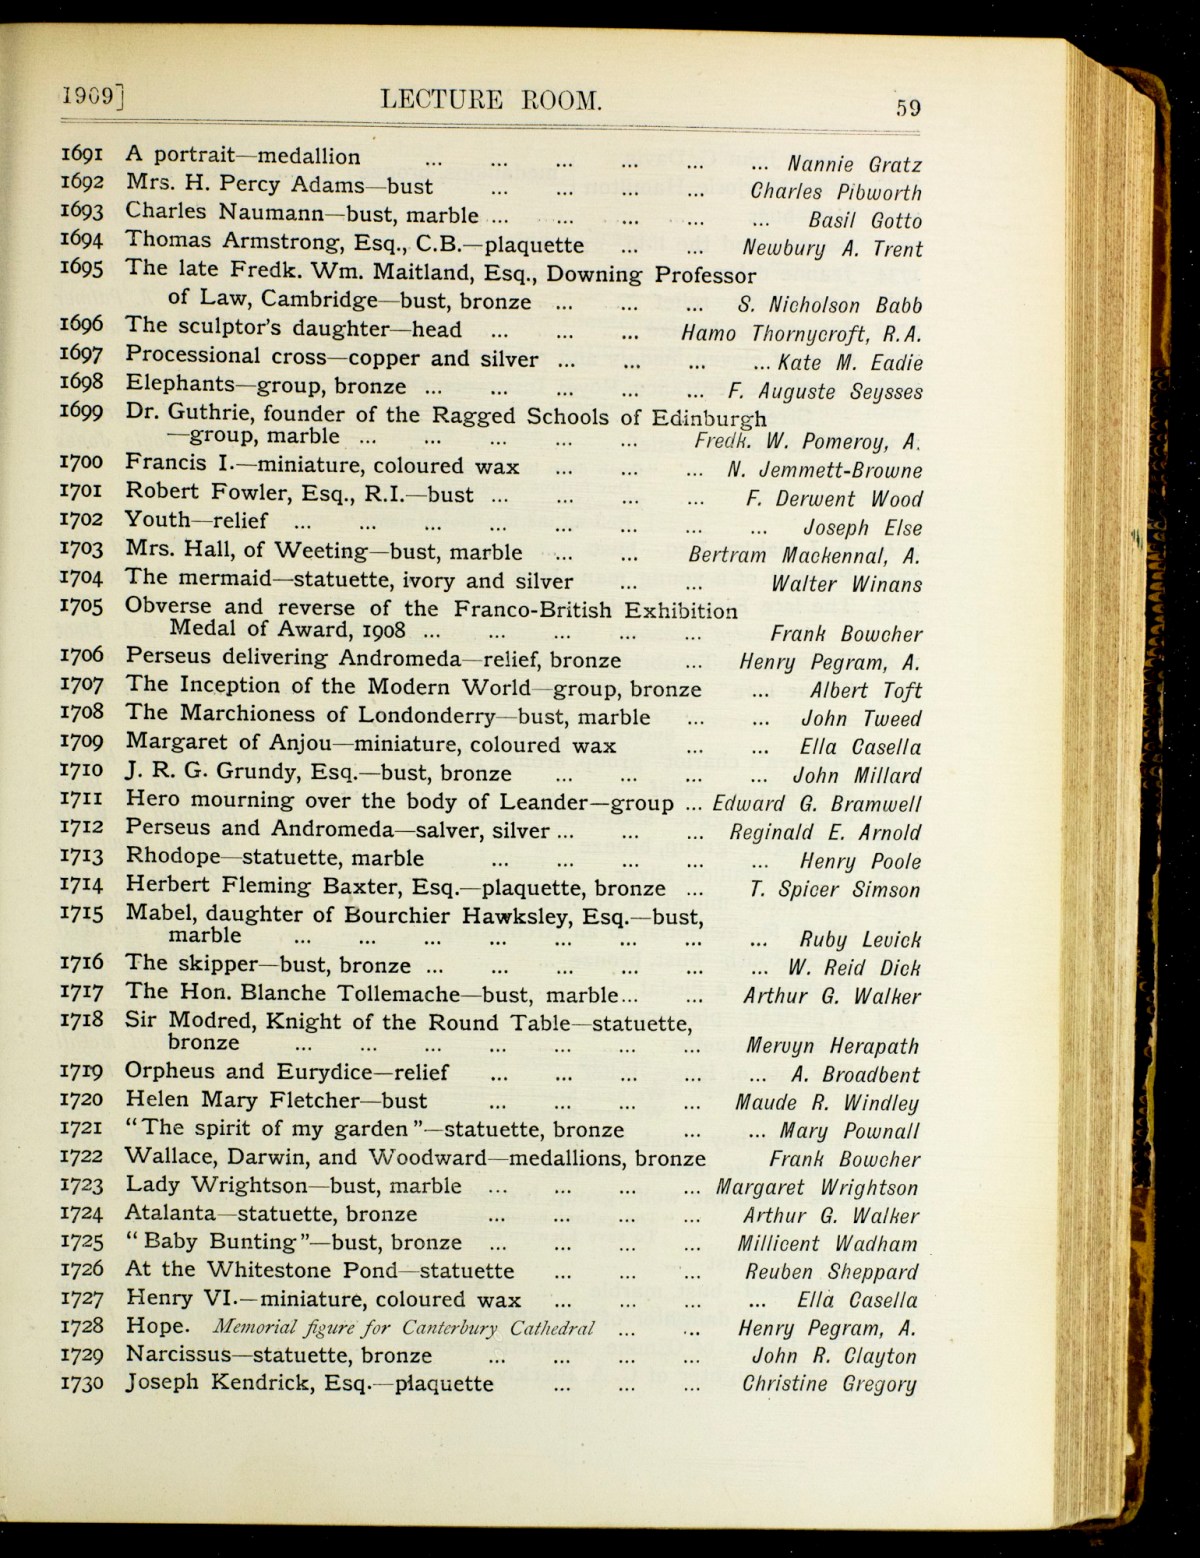 1909] LECTURE ROOM. 59
1691 A portrait—medallion ... ... ... ... ... ... Nannie Gratz
1692 Mrs. H. Percy Adams—bust ... ... ... ... Charles Pibworth
1693 Charles Naumann—bust, marble ... ... ... ... ... Basil Gotto
1694 Thomas Armstrong, Esq., C.B.—plaquette ... ... Newbury A. Trent
1695 The late Fredk. Wm. Maitland, Esq., Downing Professor
of Law, Cambridge—bust, bronze ... ... ... S. Nicholson Babb
1696 The sculptor's daughter—head ... ... ... Hamo Thornycroft, R.A.
1697 Processional cross—copper and silver ... ... ... ... Kate M. Eadie
1698 Elephants—group, bronze ... ... ... ... ... F. Auguste Seysses
1699 Dr. Guthrie, founder of the Ragged Schools of Edinburgh
—group, marble ... ... ... ... ... Fredk. W. Pomeroy, A.
1700 Francis I.—miniature, coloured wax ... ... ... N. Jemmett-Browne
1701 Robert Fowler, Esq., R.I.—bust ... ... ... ... F. Derwent Wood
1702 Youth—relief ... ... ... ... ... ... ... ... Joseph Else
1703 Mrs. Hall, of Weeting—bust, marble ... ... Bertram Mackennal, A.
1704 The mermaid—statuette, ivory and silver ... ... Walter Winans
1705 Obverse and reverse of the Franco-British Exhibition
Medal of Award, 1908 ... ... ... ... ... Frank Bowcher
1706 Perseus delivering Andromeda—relief, bronze ... Henry Pegram, A.
1707 The Inception of the Modern World—group, bronze ... Albert Toft
1708 The Marchioness of Londonderry—bust, marble ... ... John Tweed
1709 Margaret of Anjou—miniature, coloured wax ... ... Ella Casella
1710 J. R. G. Grundy, Esq.—bust, bronze ... ... ... ... John Millard
1711 Hero mourning over the body of Leander—group ... Edward G. Bramwell
1712 Perseus and Andromeda—salver, silver ... ... ... Reginald E. Arnold
1713 Rhodope—statuette, marble ... ... ... ... ... Henry Poole
1714 Herbert Fleming Baxter, Esq.—plaquette, bronze ... T. Spicer Simson
1715 Mabel, daughter of Bourchier Hawksley, Esq.—bust,
marble ... ... ... ... ... ... ... ... Ruby Levick
1716 The skipper—bust, bronze ... ... ... ... ... ... W. Reid Dick
1717 The Hon. Blanche Tollemache—bust, marble... ... Arthur G. Walker
1718 Sir Modred, Knight of the Round Table—statuette,
bronze ... ... ... ... ... ... ... Mervyn Herapath
1719 Orpheus and Eurydice—relief ... ... ... ... ... A. Broadbent
1720 Helen Mary Fletcher—bust ... ... ... ... Maude R. Windley
1721 "The spirit of my garden"—statuette, bronze ... ... Mary Pownall
1722 Wallace, Darwin, and Woodward—medallions, bronze Frank Bowcher
1723 Lady Wrightson—bust, marble ... ... ... ... Margaret Wrightson
1724 Atalanta—statuette, bronze ... ... ... ... Arthur G. Walker
1725 "Baby Bunting"—bust, bronze ... ... ... ... Millicent Wadham
1726 At the Whitestone Pond—statuette ... ... ... Reuben Sheppard
1727 Henry VI.—miniature, coloured wax ... ... ... ... Ella Casella
1728 Hope. Memorial figure for Canterbury Cathedral ... ... Henry Pegram, A.
1729 Narcissus—statuette, bronze ... ... ... ... John R. Clayton
1730 Joseph Kendrick, Esq.—plaquette ... ... ... Christine Gregory